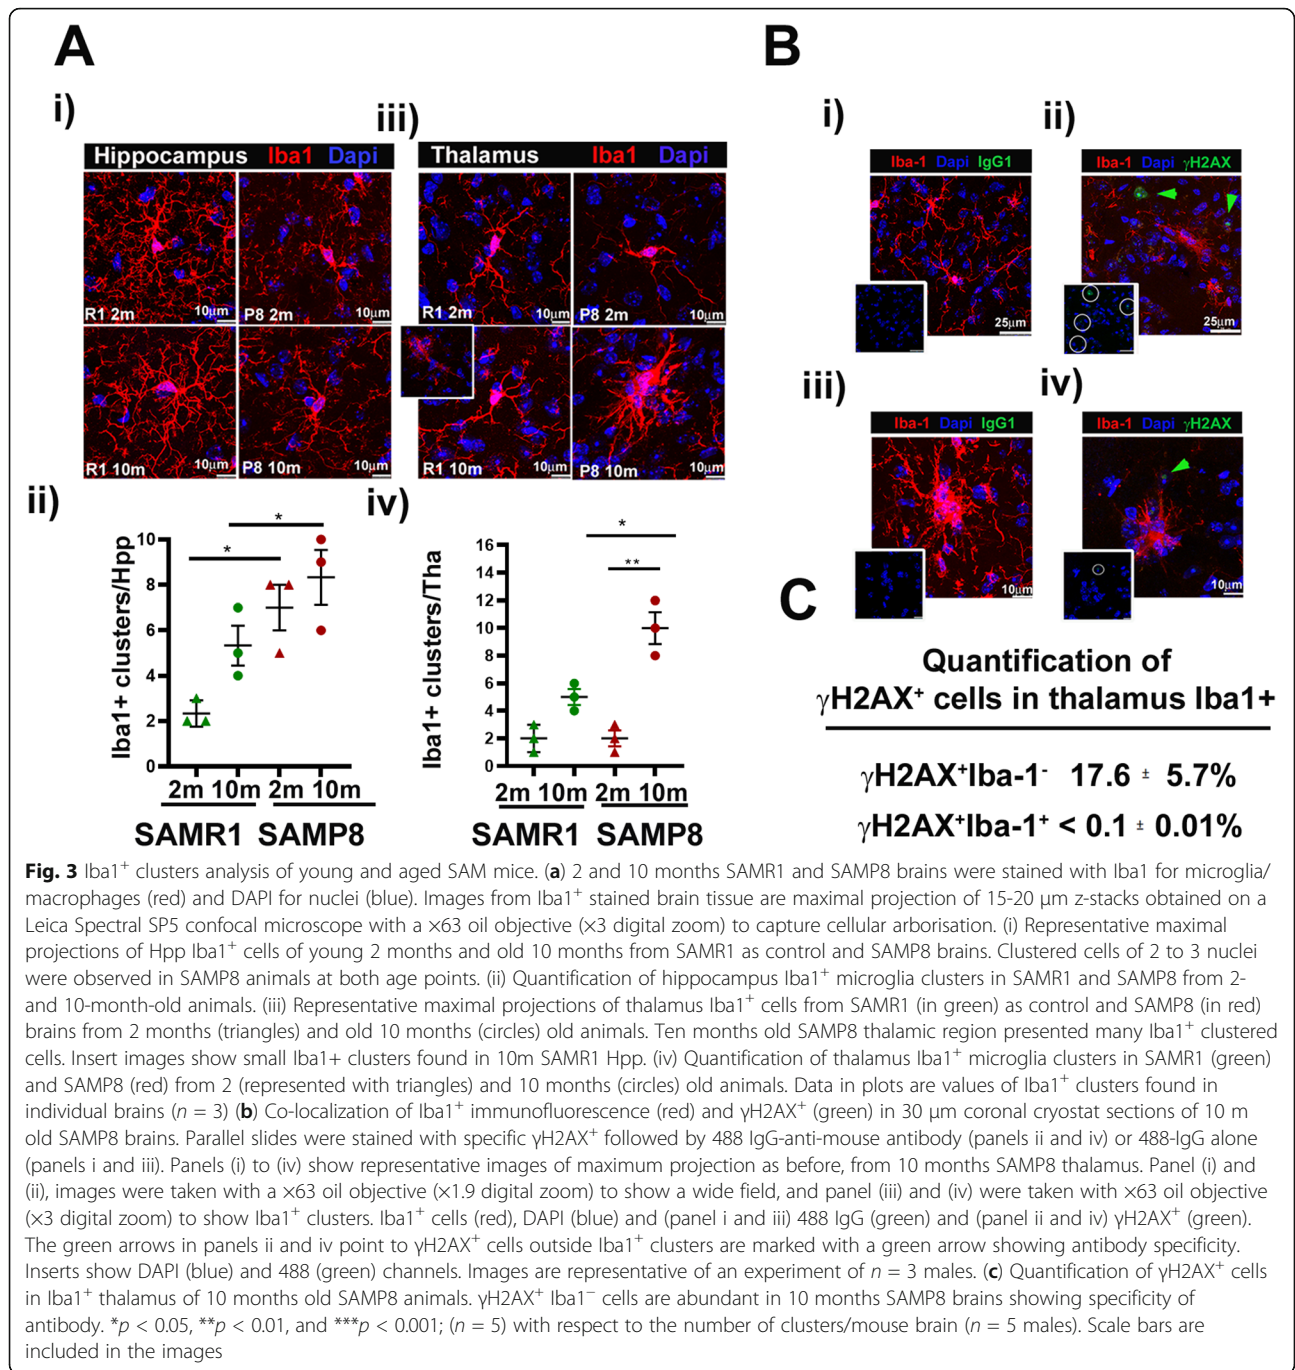 A
B
i)
iii)
Hippocampus Iba1 Dapi
Thalamus Iba1 Dapi
R1 2m 10μm
P8 2m 10μm
R1 2m 10μm
P8 2m 10μm
R1 10m 10μm
P8 10m 10μm
R1 10m 10μm
P8 10m 10μm
i)
ii)
Iba-1 Dapi IgG1
Iba-1 Dapi γH2AX
25μm
25μm
iii)
iv)
Iba-1 Dapi IgG1
Iba-1 Dapi γH2AX
10μm
10μm
ii)
Iba1+ clusters/Hpp
10
8
6
4
2
0
*
*
2m 10m 2m 10m
SAMR1 SAMP8
iv)
Iba1+ clusters/Tha
16
14
12
10
8
6
4
2
0
*
**
2m 10m 2m 10m
SAMR1 SAMP8
C
Quantification of
γH2AX⁺ cells in thalamus Iba1+
γH2AX⁺Iba-1⁻ 17.6 ± 5.7%
γH2AX⁺Iba-1⁺ < 0.1 ± 0.01%
Fig. 3 Iba1⁺ clusters analysis of young and aged SAM mice. (a) 2 and 10 months SAMR1 and SAMP8 brains were stained with Iba1 for microglia/
macrophages (red) and DAPI for nuclei (blue). Images from Iba1⁺ stained brain tissue are maximal projection of 15-20 μm z-stacks obtained on a
Leica Spectral SP5 confocal microscope with a ×63 oil objective (×3 digital zoom) to capture cellular arborisation. (i) Representative maximal
projections of Hpp Iba1⁺ cells of young 2 months and old 10 months from SAMR1 as control and SAMP8 brains. Clustered cells of 2 to 3 nuclei
were observed in SAMP8 animals at both age points. (ii) Quantification of hippocampus Iba1⁺ microglia clusters in SAMR1 and SAMP8 from 2-
and 10-month-old animals. (iii) Representative maximal projections of thalamus Iba1⁺ cells from SAMR1 (in green) as control and SAMP8 (in red)
brains from 2 months (triangles) and old 10 months (circles) old animals. Ten months old SAMP8 thalamic region presented many Iba1⁺ clustered
cells. Insert images show small Iba1+ clusters found in 10m SAMR1 Hpp. (iv) Quantification of thalamus Iba1⁺ microglia clusters in SAMR1 (green)
and SAMP8 (red) from 2 (represented with triangles) and 10 months (circles) old animals. Data in plots are values of Iba1⁺ clusters found in
individual brains (n = 3) (b) Co-localization of Iba1⁺ immunofluorescence (red) and γH2AX⁺ (green) in 30 μm coronal cryostat sections of 10 m
old SAMP8 brains. Parallel slides were stained with specific γH2AX⁺ followed by 488 IgG-anti-mouse antibody (panels ii and iv) or 488-IgG alone
(panels i and iii). Panels (i) to (iv) show representative images of maximum projection as before, from 10 months SAMP8 thalamus. Panel (i) and
(ii), images were taken with a ×63 oil objective (×1.9 digital zoom) to show a wide field, and panel (iii) and (iv) were taken with ×63 oil objective
(×3 digital zoom) to show Iba1⁺ clusters. Iba1⁺ cells (red), DAPI (blue) and (panel i and iii) 488 IgG (green) and (panel ii and iv) γH2AX⁺ (green).
The green arrows in panels ii and iv point to γH2AX⁺ cells outside Iba1⁺ clusters are marked with a green arrow showing antibody specificity.
Inserts show DAPI (blue) and 488 (green) channels. Images are representative of an experiment of n = 3 males. (c) Quantification of γH2AX⁺ cells
in Iba1⁺ thalamus of 10 months old SAMP8 animals. γH2AX⁺ Iba1⁻ cells are abundant in 10 months SAMP8 brains showing specificity of
antibody. *p < 0.05, **p < 0.01, and ***p < 0.001; (n = 5) with respect to the number of clusters/mouse brain (n = 5 males). Scale bars are
included in the images